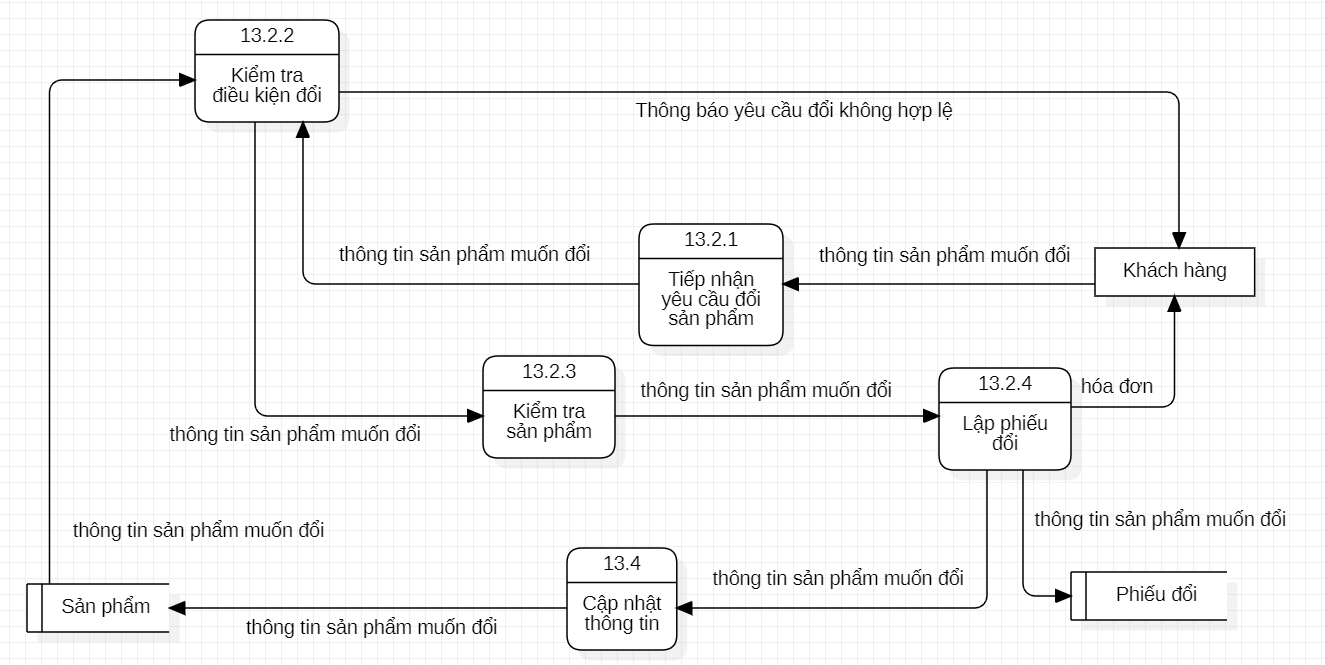 13.2.2
Kiểm tra
điều kiện đổi
Thông báo yêu cầu đổi không hợp lệ
13.2.1
Tiếp nhận
yêu cầu đổi
sản phẩm
thông tin sản phẩm muốn đổi
thông tin sản phẩm muốn đổi
Khách hàng
13.2.3
Kiểm tra
sản phẩm
thông tin sản phẩm muốn đổi
13.2.4
Lập phiếu
đổi
hóa đơn
thông tin sản phẩm muốn đổi
thông tin sản phẩm muốn đổi
thông tin sản phẩm muốn đổi
13.4
Cập nhật
thông tin
thông tin sản phẩm muốn đổi
Phiếu đổi
Sản phẩm
thông tin sản phẩm muốn đổi